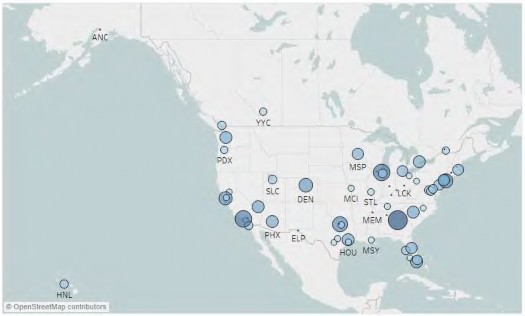 ANC
YYC
PDX
MSP
SLC
DEN
MCI
STL
LCK
MEM
PHX
ELP
HOU
MSY
HNL
© OpenStreetMap contributors